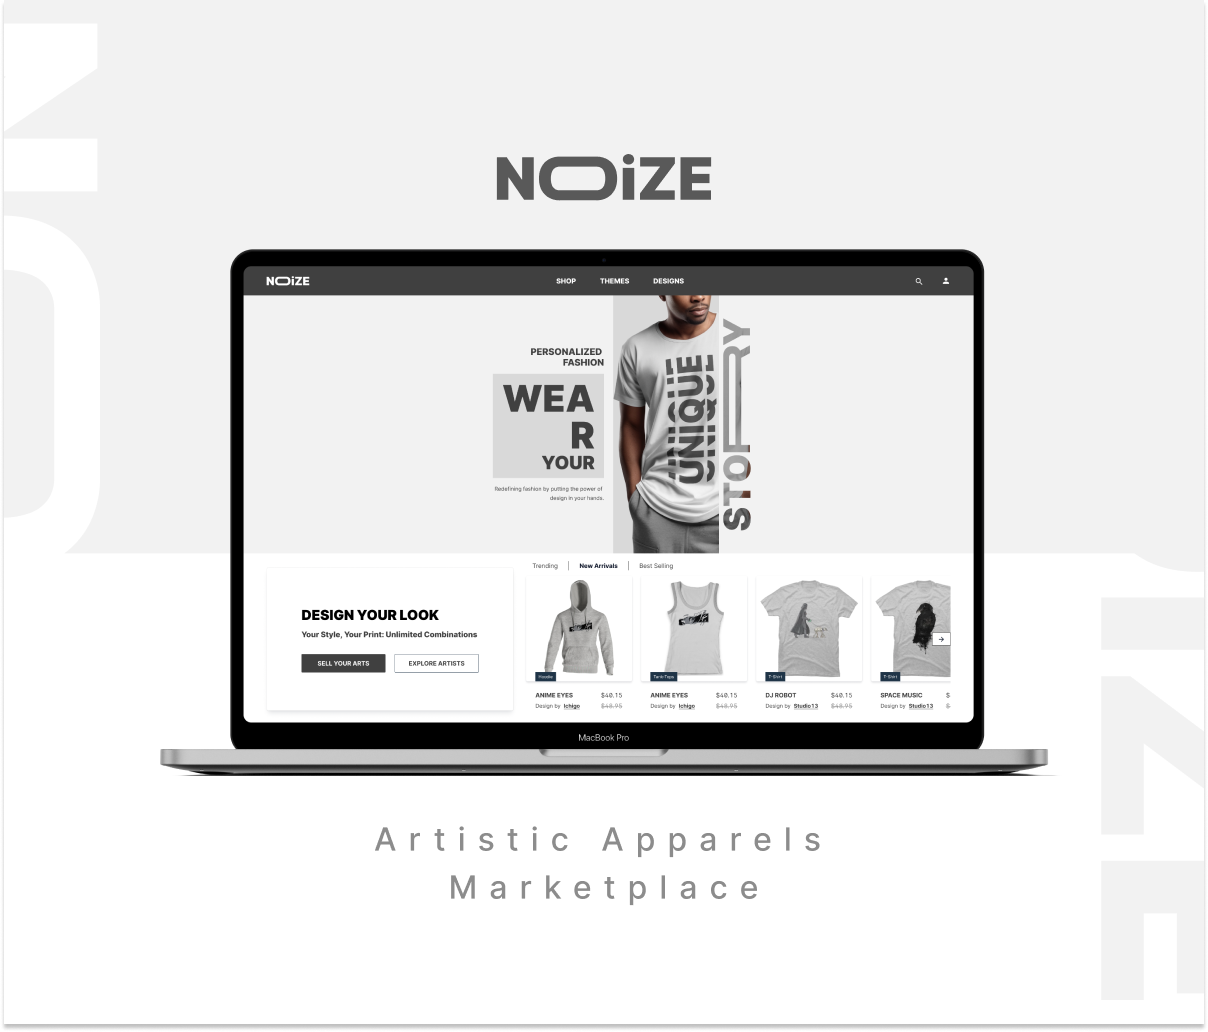 NOiZE
NOiZE
SHOP
THEMES
DESIGNS
PERSONALIZED
FASHION
WEA
R
YOUR
Redefining fashion by putting the power of
design in your hands.
UNIQUE
UNIQUE
STORY
Trending
New Arrivals
Best Selling
DESIGN YOUR LOOK
Your Style, Your Print: Unlimited Combinations
SELL YOUR ARTS
EXPLORE ARTISTS
Hoodie
Tank-Tops
T-Shirt
T-Shirt
ANIME EYES $40.15
Design by Ichigo $48.95
ANIME EYES $40.15
Design by Ichigo $48.95
DJ ROBOT $40.15
Design by Studio13 $48.95
SPACE MUSIC $
Design by Studio13 $
MacBook Pro
Artistic Apparels
Marketplace